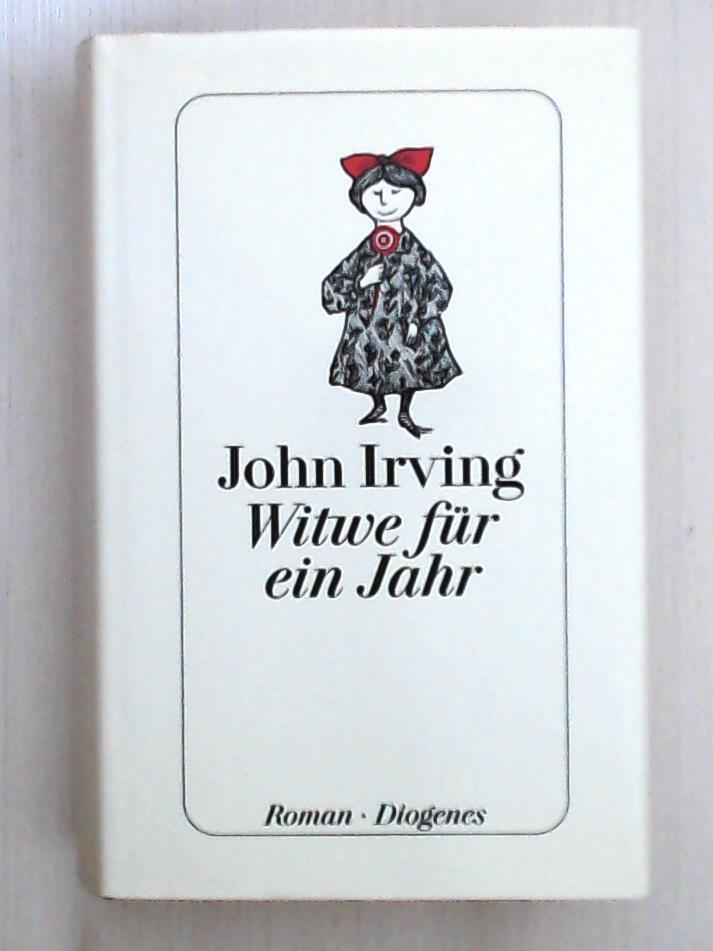 John Irving
Witwe für
ein Jahr
Roman · Diogenes